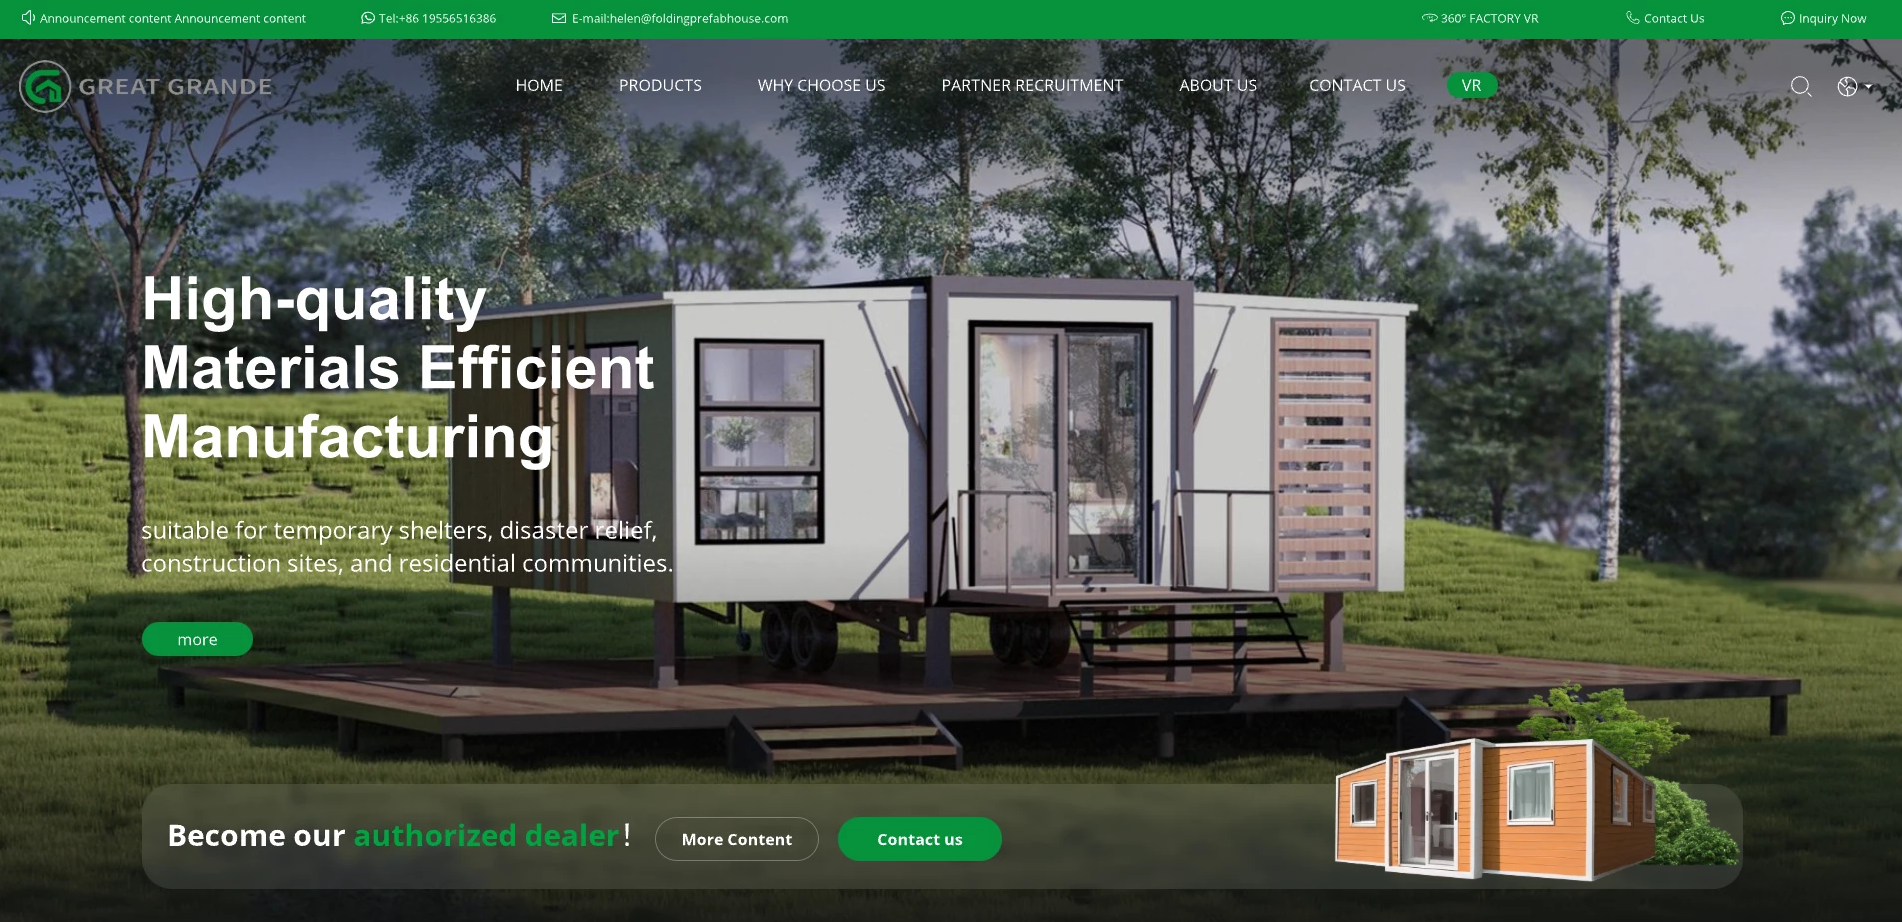 Announcement content Announcement content
Tel:+86 19556516386
E-mail:helen@foldingprefabhouse.com
360° FACTORY VR
Contact Us
Inquiry Now
GREAT GRANDE
HOME
PRODUCTS
WHY CHOOSE US
PARTNER RECRUITMENT
ABOUT US
CONTACT US
VR
High-quality
Materials Efficient
Manufacturing
suitable for temporary shelters, disaster relief,
construction sites, and residential communities.
more
Become our authorized dealer!
More Content
Contact us